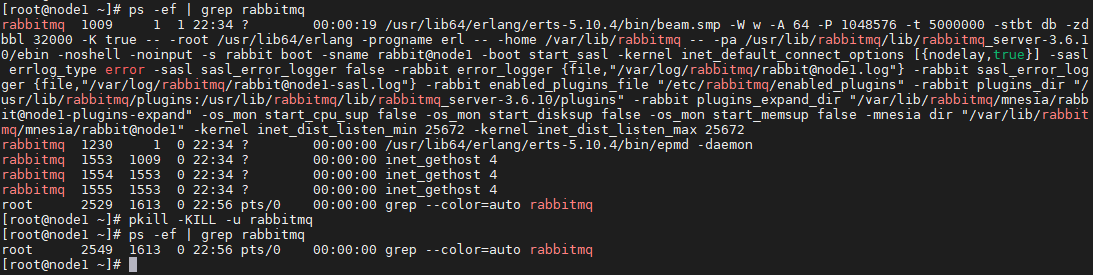 [root@node1 ~]# ps -ef | grep rabbitmq
rabbitmq  1009     1  1 22:34 ?        00:00:19 /usr/lib64/erlang/erts-5.10.4/bin/beam.smp -W w -A 64 -P 1048576 -t 5000000 -stbt db -zd
bbl 32000 -K true -- -root /usr/lib64/erlang -progname erl -- -home /var/lib/rabbitmq -- -pa /usr/lib/rabbitmq/lib/rabbitmq_server-3.6.1
0/ebin -noshell -noinput -s rabbit boot -sname rabbit@node1 -boot start_sasl -kernel inet_default_connect_options [{nodelay,true}] -sasl
 errlog_type error -sasl sasl_error_logger false -rabbit error_logger {file,"/var/log/rabbitmq/rabbit@node1.log"} -rabbit sasl_error_log
ger {file,"/var/log/rabbitmq/rabbit@node1-sasl.log"} -rabbit enabled_plugins_file "/etc/rabbitmq/enabled_plugins" -rabbit plugins_dir "/
usr/lib/rabbitmq/plugins:/usr/lib/rabbitmq/lib/rabbitmq_server-3.6.10/plugins" -rabbit plugins_expand_dir "/var/lib/rabbitmq/mnesia/rabb
it@node1-plugins-expand" -os_mon start_cpu_sup false -os_mon start_disksup false -os_mon start_memsup false -mnesia dir "/var/lib/rabbit
mq/mnesia/rabbit@node1" -kernel inet_dist_listen_min 25672 -kernel inet_dist_listen_max 25672
rabbitmq  1230     1  0 22:34 ?        00:00:00 /usr/lib64/erlang/erts-5.10.4/bin/epmd -daemon
rabbitmq  1553  1009  0 22:34 ?        00:00:00 inet_gethost 4
rabbitmq  1554  1553  0 22:34 ?        00:00:00 inet_gethost 4
rabbitmq  1555  1553  0 22:34 ?        00:00:00 inet_gethost 4
root      2529  1613  0 22:56 pts/0    00:00:00 grep --color=auto rabbitmq
[root@node1 ~]# pkill -KILL -u rabbitmq
[root@node1 ~]# ps -ef | grep rabbitmq
root      2549  1613  0 22:56 pts/0    00:00:00 grep --color=auto rabbitmq
[root@node1 ~]#